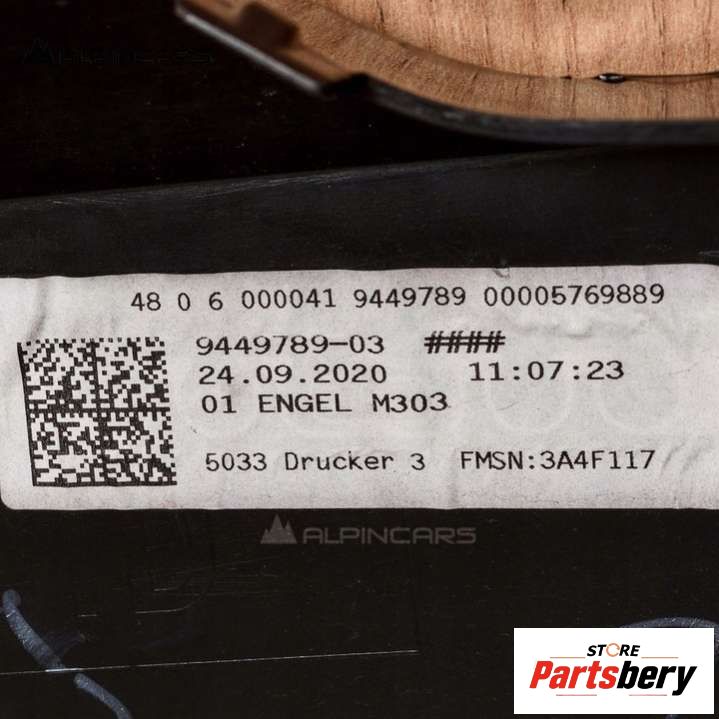 ALPINCARS
48 0 6 000041 9449789 00005769889
9449789-03 ####
24.09.2020 11:07:23
01 ENGEL M303
5033 Drucker 3 FMSN:3A4F117
ALPINCARS
STORE
Partsbery